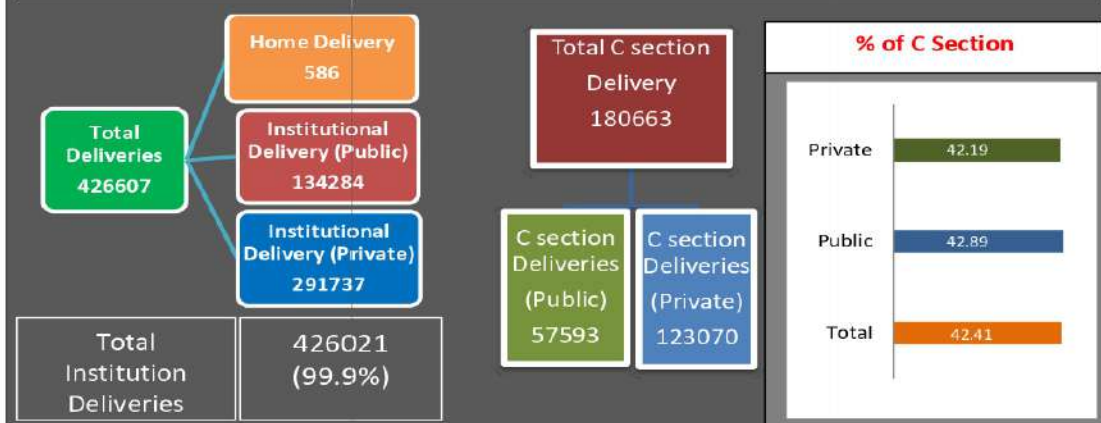 Home Delivery
586
Total
Deliveries
426607
Institutional
Delivery (Public)
134284
Institutional
Delivery (Private)
291737
Total
Institution
Deliveries
426021
(99.9%)
Total C section
Delivery
180663
C section
Deliveries
(Public)
57593
C section
Deliveries
(Private)
123070
% of C Section
Private
42.19
Public
42.89
Total
42.41